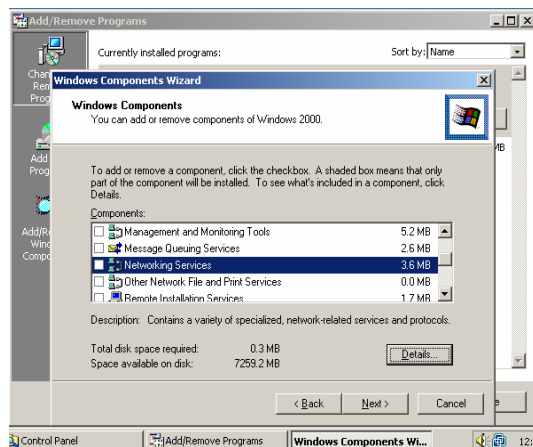 Add/Remove Programs
Currently installed programs:
Sort by: Name
Windows Components Wizard
Windows Components
You can add or remove components of Windows 2000.
To add or remove a component, click the checkbox. A shaded box means that only
part of the component will be installed. To see what's included in a component, click
Details.
Components:
Management and Monitoring Tools 5.2 MB
Message Queuing Services 2.6 MB
Networking Services 3.6 MB
Other Network File and Print Services 0.0 MB
Remote Installation Services 1.7 MB
Description: Contains a variety of specialized, network-related services and protocols.
Total disk space required: 0.3 MB
Space available on disk: 7259.2 MB
Details...
< Back
Next >
Cancel
Control Panel
Add/Remove Programs
Windows Components Wi...